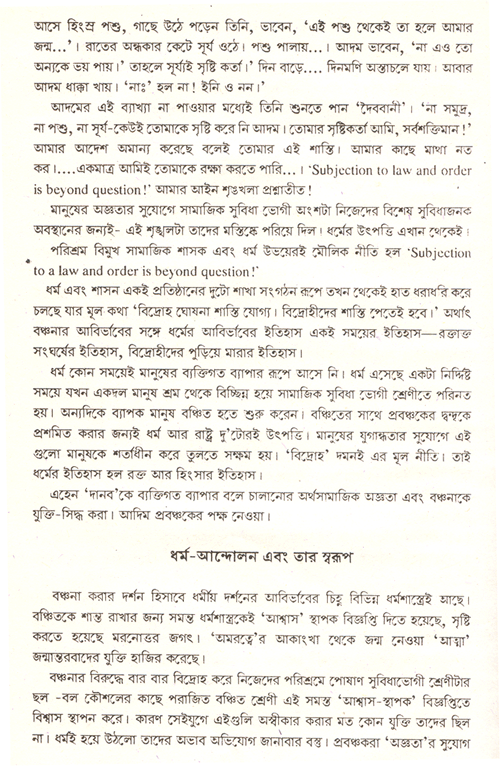 আসে হিংস্র পশু, গাছে উঠে পড়েন তিনি, ভাবেন, ‘এই পশু থেকেই তা হলে আমার
জন্ম...’। রাতের অন্ধকার কেটে সূর্য ওঠে। পশু পালায়...। আদম ভাবেন, ‘না এও তো
অন্যকে ভয় পায়।’ তাহলে সূর্য্যই সৃষ্টি কর্তা।’ দিন বাড়ে.... দিনমণি অস্তাচলে যায়। আবার
আদম ধাক্কা খায়। ‘নাঃ’ হল না! ইনি ও নন।’
আদমের এই ব্যাখ্যা না পাওয়ার মধ্যেই তিনি শুনতে পান ‘দৈববানী’। ‘না সমুদ্র,
না পশু, না সূর্য-কেউই তোমাকে সৃষ্টি করে নি আদম। তোমার সৃষ্টিকর্তা আমি, সর্বশক্তিমান!’
আমার আদেশ অমান্য করেছে বলেই তোমার এই শাস্তি। আমার কাছে মাথা নত
কর।....একমাত্র আমিই তোমাকে রক্ষা করতে পারি...। ‘Subjection to law and order
is beyond question!’ আমার আইন শৃঙ্খলা প্রশ্নাতীত!
মানুষের অজ্ঞতার সুযোগে সামাজিক সুবিধা ভোগী অংশটা নিজেদের বিশেষ সুবিধাজনক
অবস্থানের জন্যই- এই শৃঙ্খলটা তাদের মস্তিষ্কে পরিয়ে দিল। ধর্মের উৎপত্তি এখান থেকেই।
পরিশ্রম বিমুখ সামাজিক শাসক এবং ধর্ম উভয়েরই মৌলিক নীতি হল ‘Subjection
to a law and order is beyond question!’
ধর্ম এবং শাসন একই প্রতিষ্ঠানের দুটো শাখা সংগঠন রূপে তখন থেকেই হাত ধরাধরি করে
চলছে যার মূল কথা ‘বিদ্রোহ ঘোষনা শাস্তি যোগ্য। বিদ্রোহীদের শাস্তি পেতেই হবে।’ অর্থাৎ
বঞ্চনার আবির্ভাবের সঙ্গে ধর্মের আবির্ভাবের ইতিহাস একই সময়ের ইতিহাস—রক্তাক্ত
সংঘর্ষের ইতিহাস, বিদ্রোহীদের পুড়িয়ে মারার ইতিহাস।
ধর্ম কোন সময়েই মানুষের ব্যক্তিগত ব্যাপার রূপে আসে নি। ধর্ম এসেছে একটা নির্দ্দিষ্ট
সময়ে যখন একদল মানুষ শ্রম থেকে বিচ্ছিন্ন হয়ে সামাজিক সুবিধা ভোগী শ্রেণীতে পরিনত
হয়। অন্যদিকে ব্যাপক মানুষ বঞ্চিত হতে শুরু করেন। বঞ্চিতের সাথে প্রবঞ্চকের দ্বন্দ্বকে
প্রশমিত করার জন্যই ধর্ম আর রাষ্ট্র দু’টোরই উৎপত্তি। মানুষের যুগান্ধতার সুযোগে এই
গুলো মানুষকে শর্তাধীন করে তুলতে সক্ষম হয়। ‘বিদ্রোহ’ দমনই এর মূল নীতি। তাই
ধর্মের ইতিহাস হল রক্ত আর হিংসার ইতিহাস।
এহেন ‘দানব’কে ব্যক্তিগত ব্যাপার বলে চালানোর অর্থসামাজিক অজ্ঞতা এবং বঞ্চনাকে
যুক্তি-সিদ্ধ করা। আদিম প্রবঞ্চকের পক্ষ নেওয়া।
ধর্ম-আন্দোলন এবং তার স্বরূপ
বঞ্চনা করার দর্শন হিসাবে ধর্মীয় দর্শনের আবির্ভাবের চিহ্ন বিভিন্ন ধর্মশাস্ত্রেই আছে।
বঞ্চিতকে শান্ত রাখার জন্য সমস্ত ধর্মশাস্ত্রকেই ‘আশ্বাস’ স্থাপক বিজ্ঞপ্তি দিতে হয়েছে, সৃষ্টি
করতে হয়েছে মরনোত্তর জগৎ। ‘অমরত্বে’র আকাংখা থেকে জন্ম নেওয়া ‘আত্মা’
জন্মান্তরবাদের যুক্তি হাজির করেছে।
বঞ্চনার বিরুদ্ধে বার বার বিদ্রোহ করে নিজেদের পরিশ্রমে পোষাণ সুবিধাভোগী শ্রেণীটার
ছল -বল কৌশলের কাছে পরাজিত বঞ্চিত শ্রেণী এই সমস্ত ‘আশ্বাস-স্থাপক’ বিজ্ঞপ্তিতে
বিশ্বাস স্থাপন করে। কারণ সেইযুগে এইগুলি অস্বীকার করার মত কোন যুক্তি তাদের ছিল
না। ধর্মই হয়ে উঠলো তাদের অভাব অভিযোগ জানাবার বস্তু। প্রবঞ্চকরা ‘অজ্ঞতা’র সুযোগ